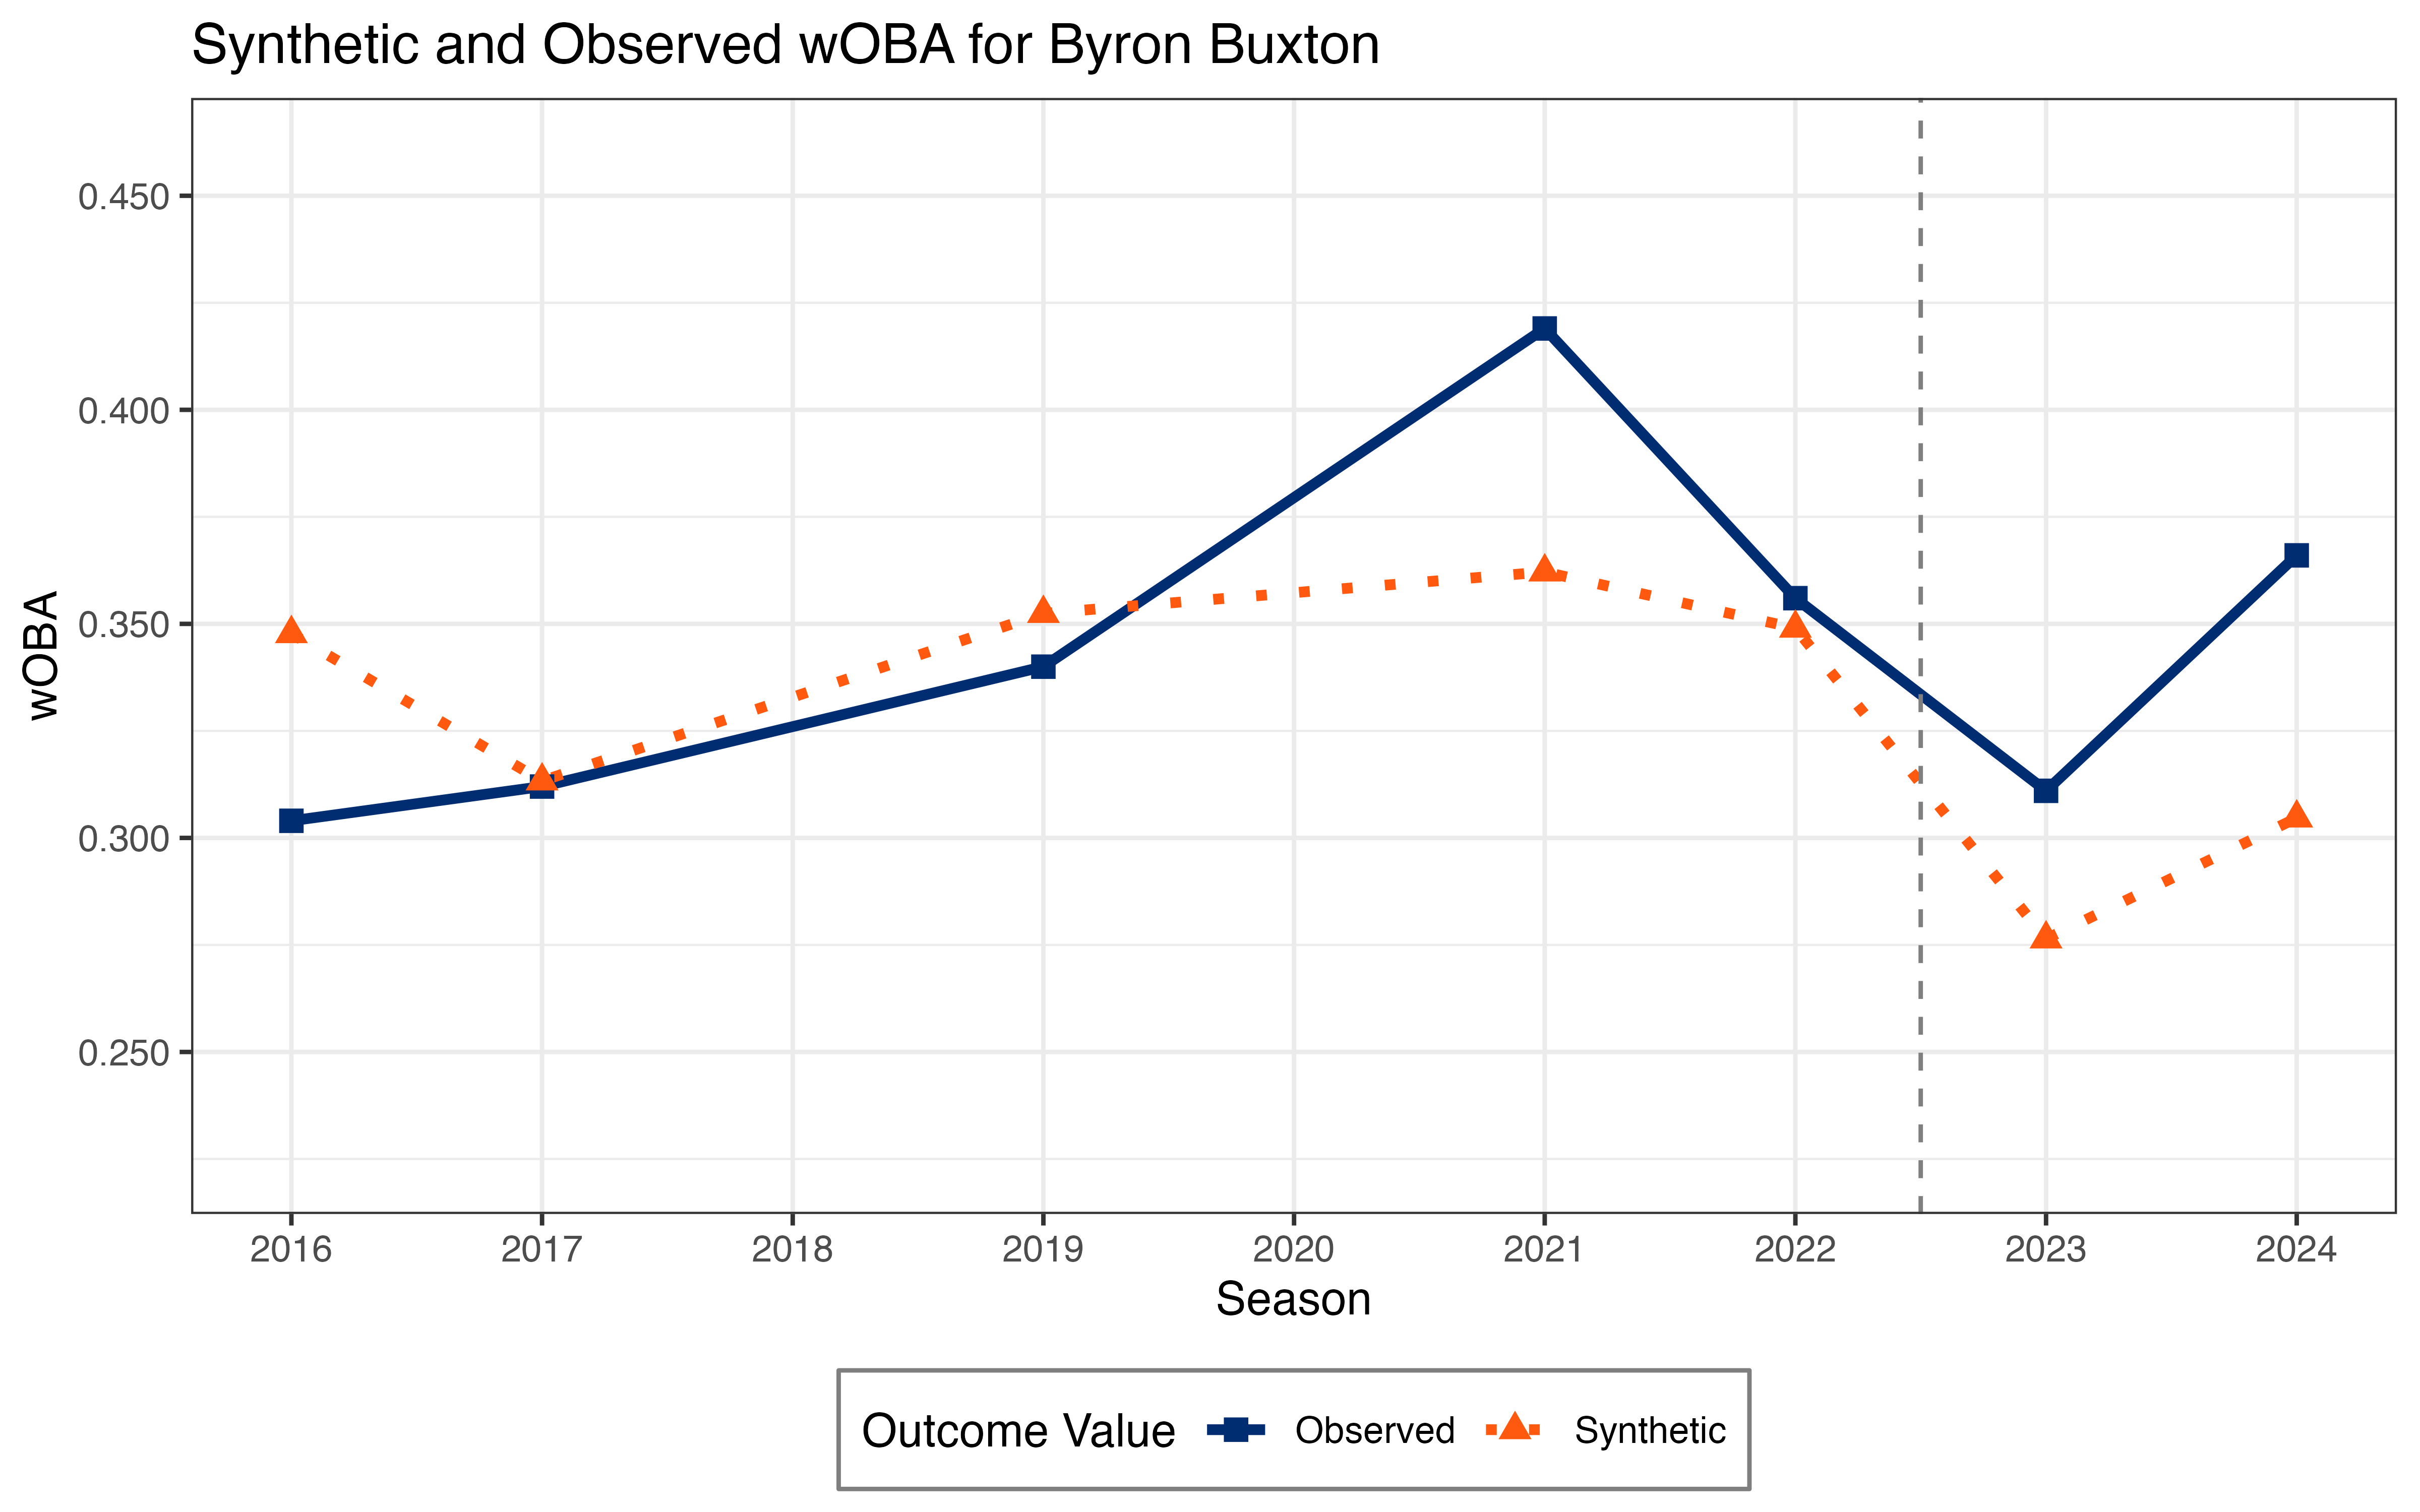 Synthetic and Observed wOBA for Byron Buxton
wOBA
0.450
0.400
0.350
0.300
0.250
2016 2017 2018 2019 2020 2021 2022 2023 2024
Season
Outcome Value Observed Synthetic